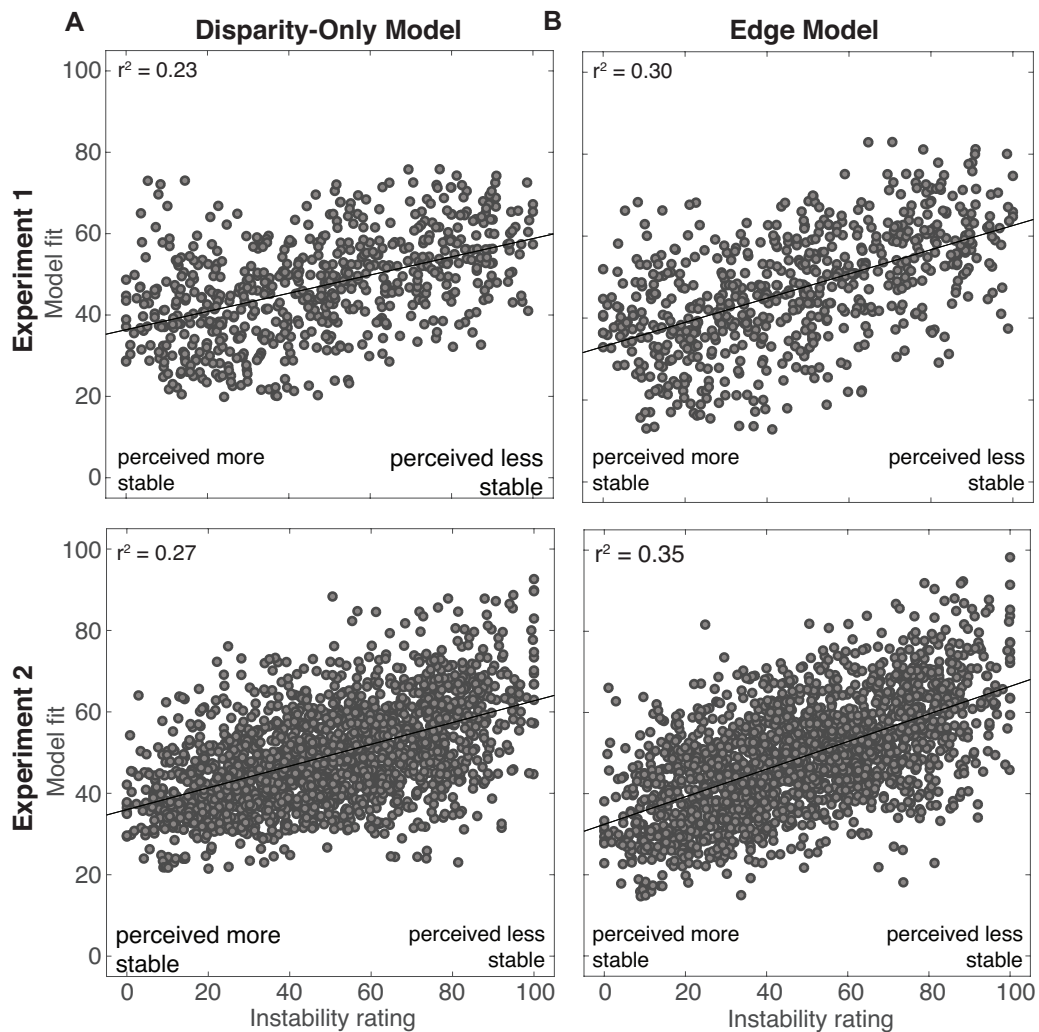 A
Disparity-Only Model
B
Edge Model
Experiment 1
Model fit
100
80
60
40
20
0
r² = 0.23
perceived more
stable
perceived less
stable
r² = 0.30
perceived more
stable
perceived less
stable
Experiment 2
Model fit
100
80
60
40
20
0
r² = 0.27
perceived more
stable
perceived less
stable
r² = 0.35
perceived more
stable
perceived less
stable
0 20 40 60 80 100
Instability rating
0 20 40 60 80 100
Instability rating